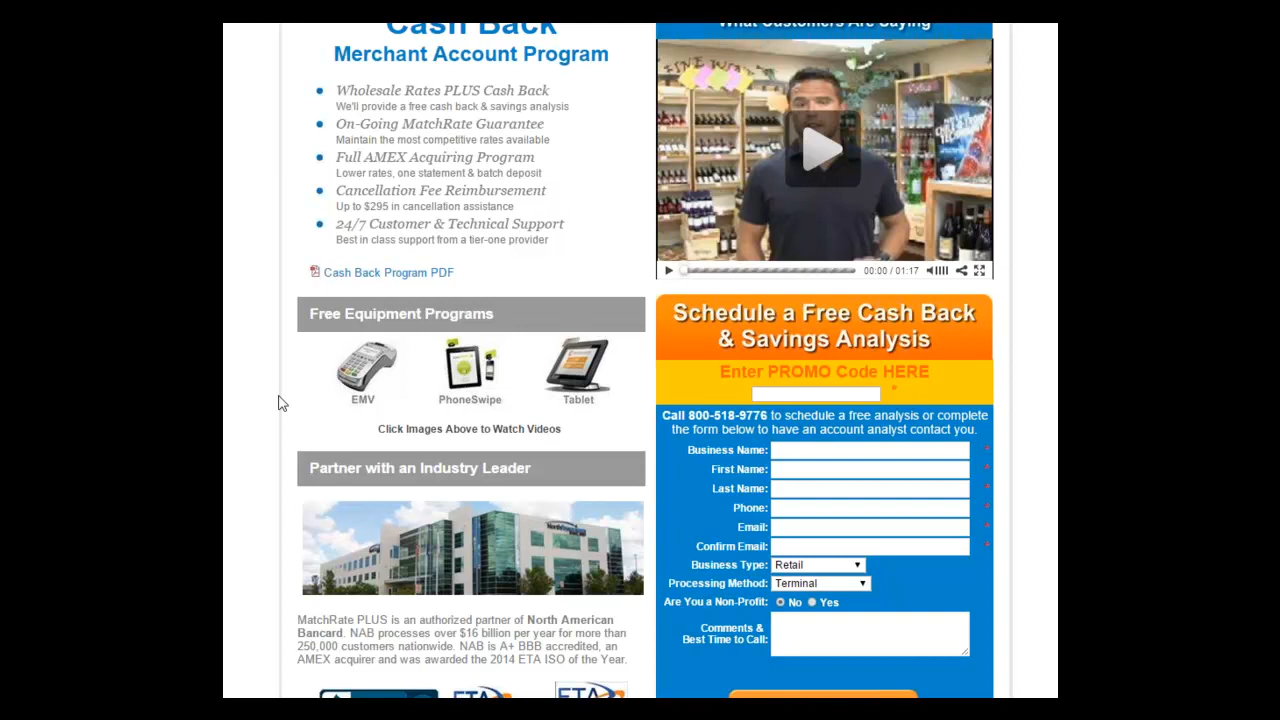 Cash Back
Merchant Account Program
Wholesale Rates PLUS Cash Back
We'll provide a free cash back & savings analysis
On-Going MatchRate Guarantee
Maintain the most competitive rates available
Full AMEX Acquiring Program
Lower rates, one statement & batch deposit
Cancellation Fee Reimbursement
Up to $295 in cancellation assistance
24/7 Customer & Technical Support
Best in class support from a tier-one provider
Cash Back Program PDF
Free Equipment Programs
EMV PhoneSwipe Tablet
Click Images Above to Watch Videos
Partner with an Industry Leader
MatchRate PLUS is an authorized partner of North American
Bancard. NAB processes over $16 billion per year for more than
250,000 customers nationwide. NAB is A+ BBB accredited, an
AMEX acquirer and was awarded the 2014 ETA ISO of the Year.
ETA ETA
What Customers Are Saying
00:00 / 01:17
Schedule a Free Cash Back
& Savings Analysis
Enter PROMO Code HERE
*
Call 800-518-9776 to schedule a free analysis or complete
the form below to have an account analyst contact you.
Business Name: *
First Name: *
Last Name: *
Phone: *
Email: *
Confirm Email: *
Business Type: Retail
Processing Method: Terminal
Are You a Non-Profit: No Yes
Comments &
Best Time to Call: